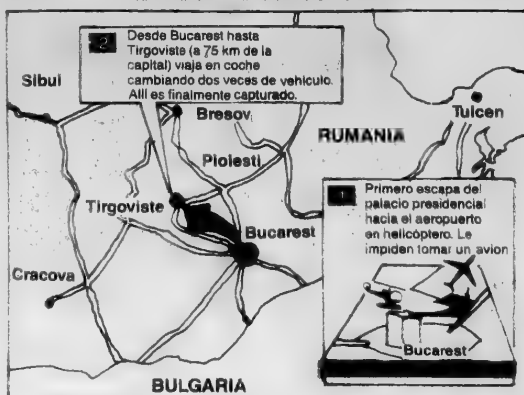 2 Desde Bucarest hasta
Tirgoviste (a 75 km de la
capital) viaja en coche
cambiando dos veces de vehículo.
Allí es finalmente capturado.
Sibui
Bresov
Tulcen
RUMANIA
Ploiesti
Tirgoviste
Bucarest
Cracova
BULGARIA
1 Primero escapa del
palacio presidencial
hacia el aeropuerto
en helicóptero. Le
impiden tomar un avion
Bucarest